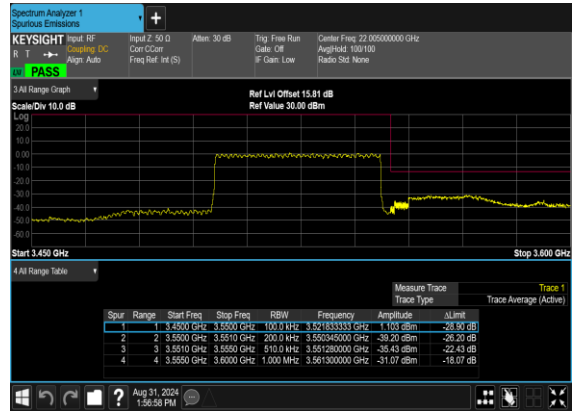 Spectrum Analyzer 1
Spurious Emissions
KEYSIGHT Input: RF Input Z: 50 Ω Atten: 30 dB Trig: Free Run Center Freq: 22.005000000 GHz
R T Coupling: DC Corr CCorr Gate: Off Avg|Hold: 100/100
Align: Auto Freq Ref: Int (S) IF Gain: Low Radio Std: None
PASS
3 All Range Graph
Ref Lvl Offset 15.81 dB
Scale/Div 10.0 dB Ref Value 30.00 dBm
Log
20.0
10.0
0.00
-10.0
-20.0
-30.0
-40.0
-50.0
-60.0
Start 3.450 GHz Stop 3.600 GHz
4 All Range Table
Measure Trace Trace 1
Trace Type Trace Average (Active)
Spur Range Start Freq Stop Freq RBW Frequency Amplitude ΔLimit
1 1 3.4500 GHz 3.5500 GHz 100.0 kHz 3.521833333 GHz 1.103 dBm -28.90 dB
2 2 3.5500 GHz 3.5510 GHz 200.0 kHz 3.550345000 GHz -39.20 dBm -26.20 dB
3 3 3.5510 GHz 3.5550 GHz 510.0 kHz 3.551280000 GHz -35.43 dBm -22.43 dB
4 4 3.5550 GHz 3.6000 GHz 1.000 MHz 3.561300000 GHz -31.07 dBm -18.07 dB
Aug 31, 2024
1:56:58 PM